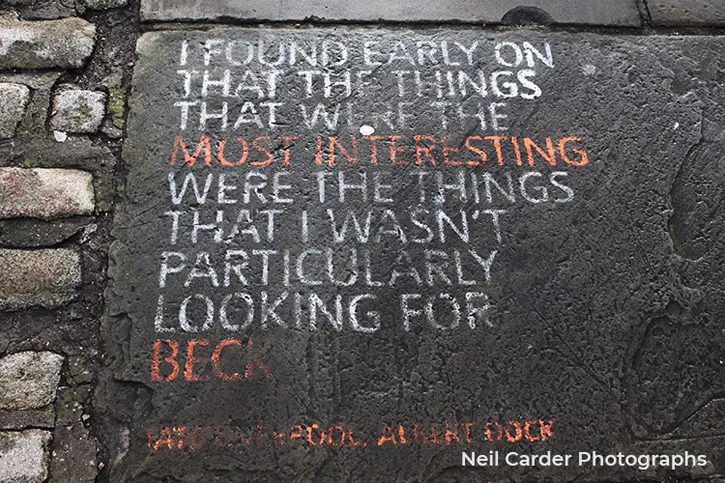 I FOUND EARLY ON
THAT THE THINGS
THAT WERE THE
MOST INTERESTING
WERE THE THINGS
THAT I WASN'T
PARTICULARLY
LOOKING FOR
BECK
TATE LIVERPOOL, ALBERT DOCK
Neil Carder Photographs